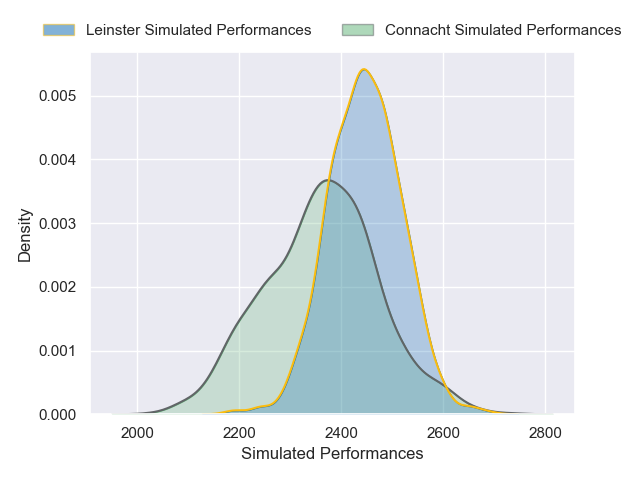 Leinster Simulated Performances Connacht Simulated Performances
0.005
0.004
0.003
0.002
0.001
0.000
Density
2000 2200 2400 2600 2800
Simulated Performances